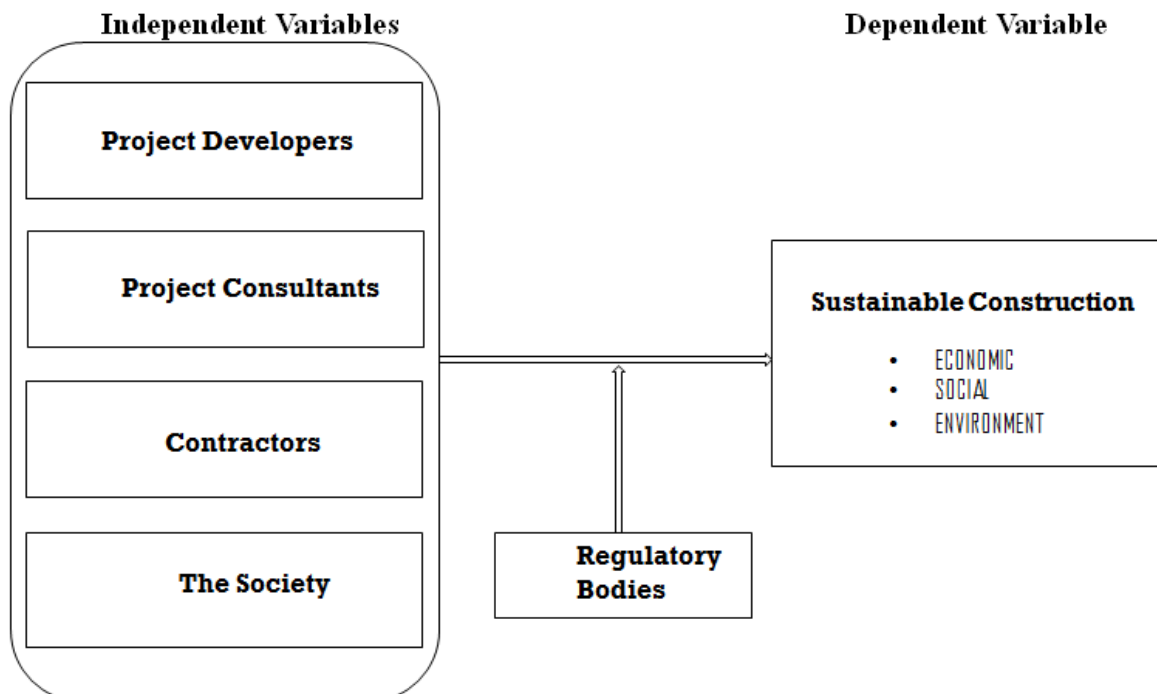 Independent Variables
Dependent Variable
Project Developers
Project Consultants
Contractors
The Society
Regulatory
Bodies
Sustainable Construction
• ECONOMIC
• SOCIAL
• ENVIRONMENT